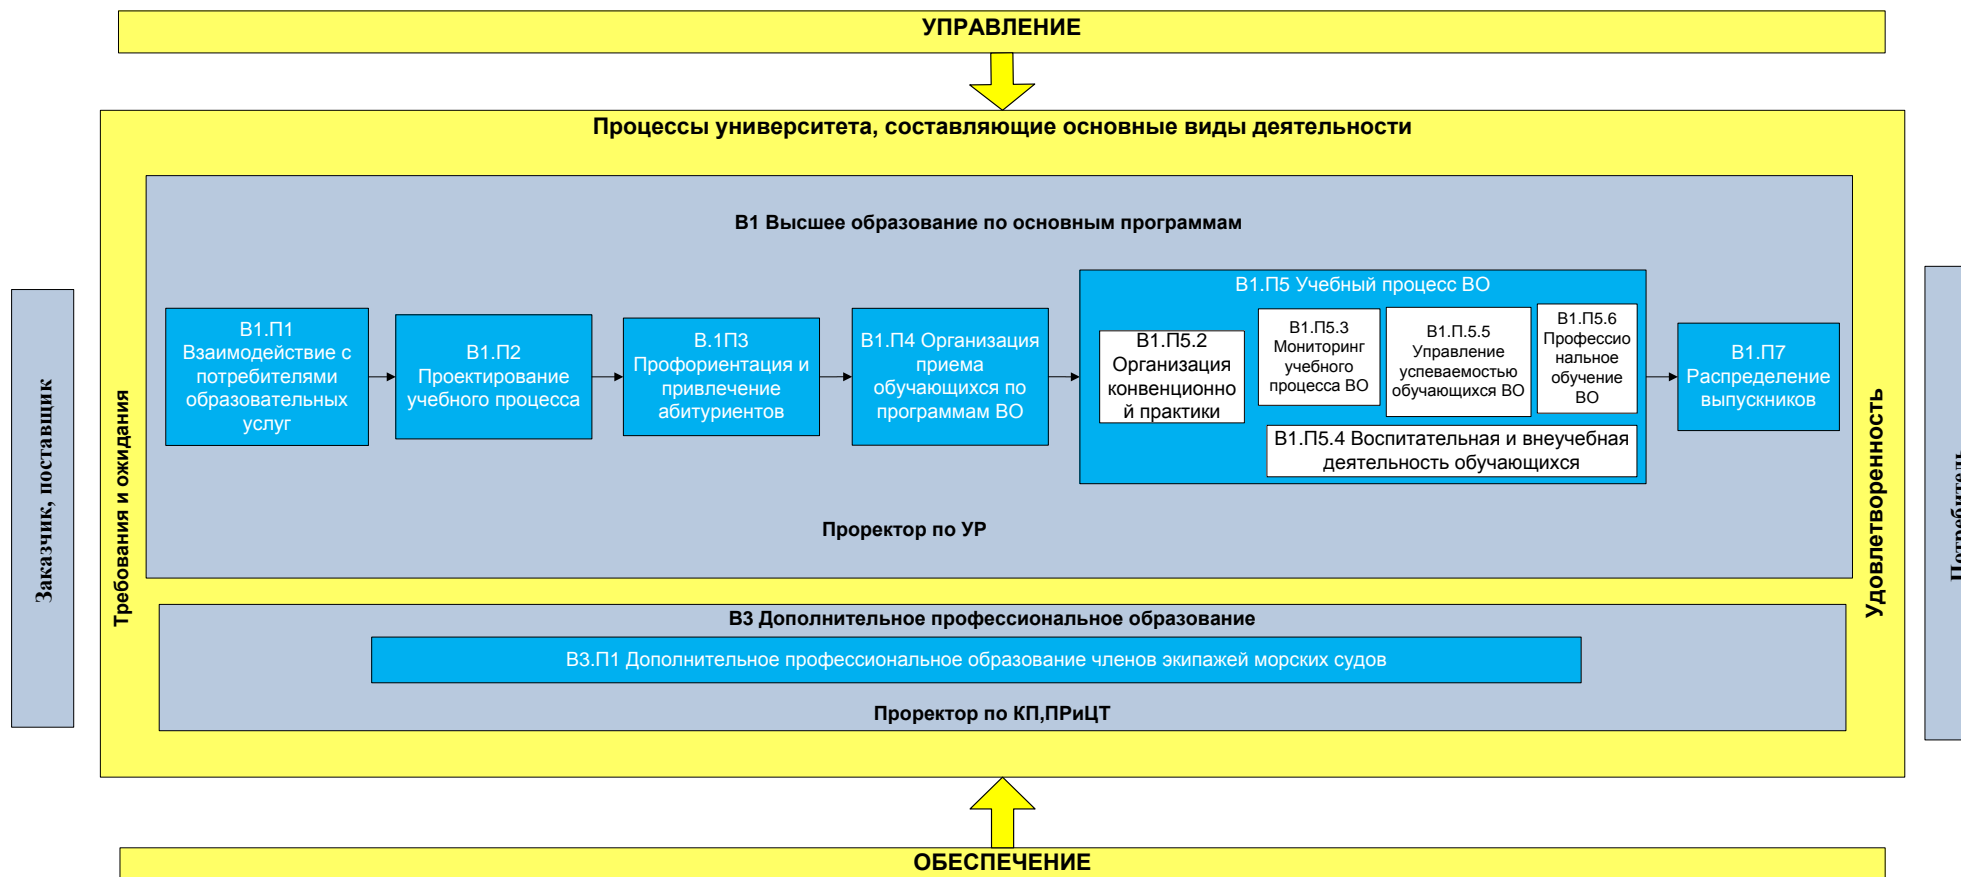 УПРАВЛЕНИЕ
Процессы университета, составляющие основные виды деятельности
Заказчик, поставщик
Требования и ожидания
В1 Высшее образование по основным программам
В1.П1
Взаимодействие с
потребителями
образовательных
услуг
В1.П2
Проектирование
учебного процесса
В.1П3
Профориентация и
привлечение
абитуриентов
В1.П4 Организация
приема
обучающихся по
программам ВО
В1.П5 Учебный процесс ВО
В1.П5.2
Организация
конвенционно
й практики
В1.П5.3
Мониторинг
учебного
процесса ВО
В1.П.5.5
Управление
успеваемостью
обучающихся ВО
В1.П5.6
Профессио
нальное
обучение
ВО
В1.П5.4 Воспитательная и внеучебная
деятельность обучающихся
В1.П7
Распределение
выпускников
Проректор по УР
В3 Дополнительное профессиональное образование
В3.П1 Дополнительное профессиональное образование членов экипажей морских судов
Проректор по КП,ПРиЦТ
Удовлетворенность
Потребитель
ОБЕСПЕЧЕНИЕ